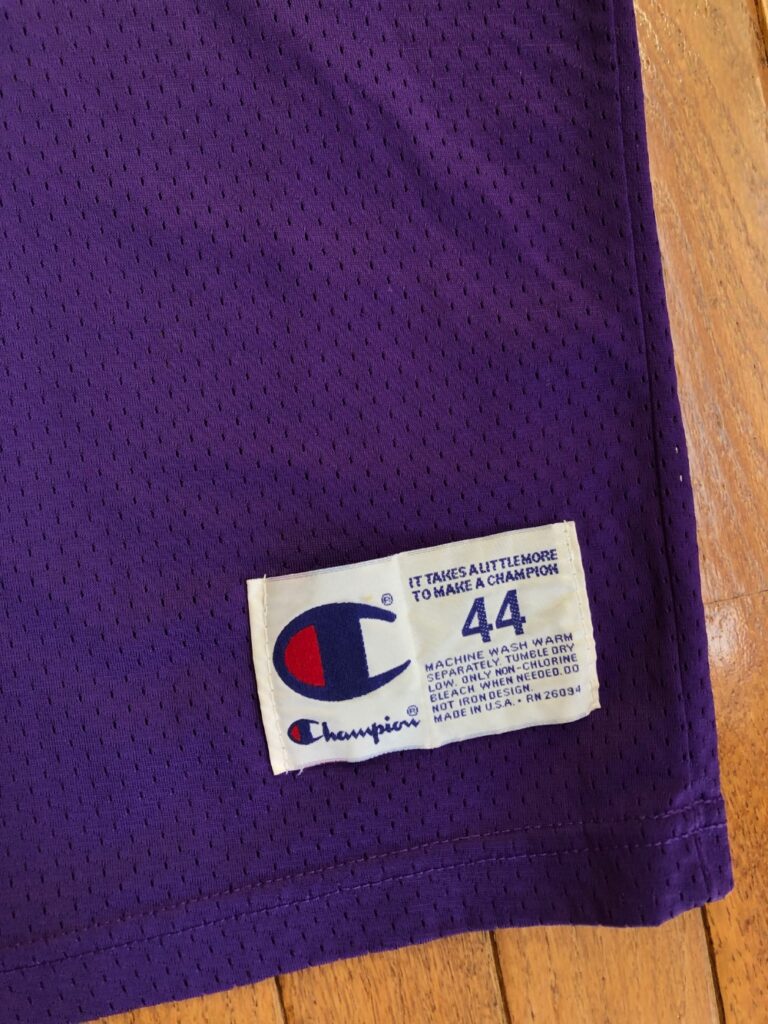 IT TAKES A LITTLE MORE
TO MAKE A CHAMPION
44
MACHINE WASH WARM
SEPARATELY. TUMBLE DRY
LOW. ONLY NON-CHLORINE
BLEACH WHEN NEEDED. DO
NOT IRON DESIGN.
MADE IN U.S.A. • RN 26094
®
Champion®